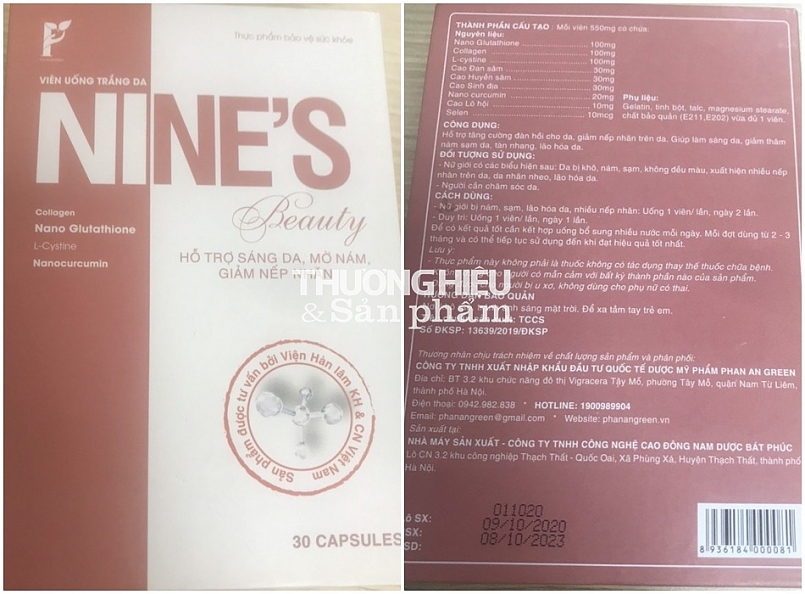 Thực phẩm bảo vệ sức khỏe
VIÊN UỐNG TRẮNG DA
NINE'S
Beauty
Collagen
Nano Glutathione
L-Cystine
Nanocurcumin
HỖ TRỢ SÁNG DA, MỜ NÁM,
GIẢM NẾP NHĂN
Sản phẩm được tư vấn bởi Viện Hàn lâm KH & CN Việt Nam
30 CAPSULES
THƯƠNG HIỆU
& Sản phẩm
THÀNH PHẦN CẤU TẠO : Mỗi viên 550mg có chứa:
Nguyên liệu:
Nano Glutathione ........................ 100mg
Collagen ........................ 100mg
L-cystine ........................ 100mg
Cao Đan sâm ........................ 30mg
Cao Huyền sâm ........................ 30mg
Cao Sinh địa ........................ 30mg
Nano curcumin ........................ 20mg
Cao Lô hội ........................ 10mg
Selen ........................ 10mcg
Phụ liệu:
Gelatin, tinh bột, talc, magnesium stearate,
chất bảo quản (E211,E202) vừa đủ 1 viên.
CÔNG DỤNG:
Hỗ trợ tăng cường đàn hồi cho da, giảm nếp nhăn trên da. Giúp làm sáng da, giảm thâm
nám sạm da, tàn nhang, lão hóa da.
ĐỐI TƯỢNG SỬ DỤNG:
- Nữ giới có các biểu hiện sau: Da bị khô, nám, sạm, không đều màu, xuất hiện nhiều nếp
nhăn trên da, da nhăn nheo, lão hóa da.
- Người cần chăm sóc da.
CÁCH DÙNG:
- Nữ giới bị nám, sạm, lão hóa da, nhiều nếp nhăn: Uống 1 viên/ lần, ngày 2 lần.
- Duy trì: Uống 1 viên/ lần, ngày 1 lần.
Để có kết quả tốt cần kết hợp uống bổ sung nhiều nước mỗi ngày. Mỗi đợt dùng từ 2 - 3
tháng và có thể tiếp tục sử dụng đến khi đạt hiệu quả tốt nhất.
Lưu ý:
- Thực phẩm này không phải là thuốc không có tác dụng thay thế thuốc chữa bệnh.
người có mẫn cảm với bất kỳ thành phần nào của sản phẩm.
người bị u xơ, không dùng cho phụ nữ có thai.
HƯỚNG DẪN BẢO QUẢN
ánh sáng mặt trời. Để xa tầm tay trẻ em.
TCCS
Số ĐKSP: 13639/2019/ĐKSP
Thương nhân chịu trách nhiệm về chất lượng sản phẩm và phân phối:
CÔNG TY TNHH XUẤT NHẬP KHẨU ĐẦU TƯ QUỐC TẾ DƯỢC MỸ PHẨM PHAN AN GREEN
Địa chỉ: BT 3.2 khu chức năng đô thị Vigracera Tây Mỗ, phường Tây Mỗ, quận Nam Từ Liêm,
thành phố Hà Nội.
Điện thoại: 0942.982.838 * HOTLINE: 1900989904
Email: phanangreen@gmail.com * Website: phanangreen.vn
Sản xuất tại:
NHÀ MÁY SẢN XUẤT - CÔNG TY TNHH CÔNG NGHỆ CAO ĐÔNG NAM DƯỢC BÁT PHÚC
Lô CN 3.2 khu công nghiệp Thạch Thất - Quốc Oai, Xã Phùng Xá, Huyện Thạch Thất, thành phố
Hà Nội.
Lô SX: 011020
SX: 09/10/2020
SD: 08/10/2023
8 936184 000081